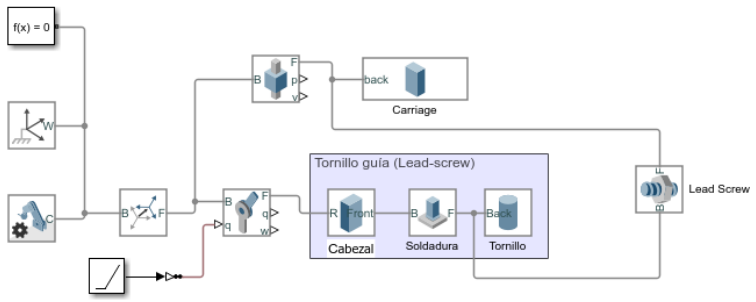 f(x) = 0
W
C
B F
B F
p
v
back
Carriage
B F
q q
w
Tornillo guía (Lead-screw)
R Front
Cabezal
B F
Soldadura
Back
Tornillo
F
B
Lead Screw